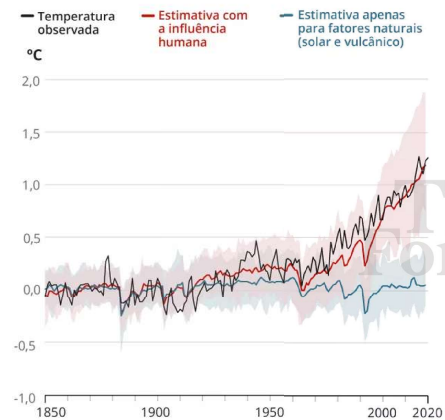 Temperatura
observada
Estimativa com
a influência
humana
Estimativa apenas
para fatores naturais
(solar e vulcânico)
ºC
2,0
1,5
1,0
0,5
0,0
-0,5
-1,0
1850
1900
1950
2000
2020